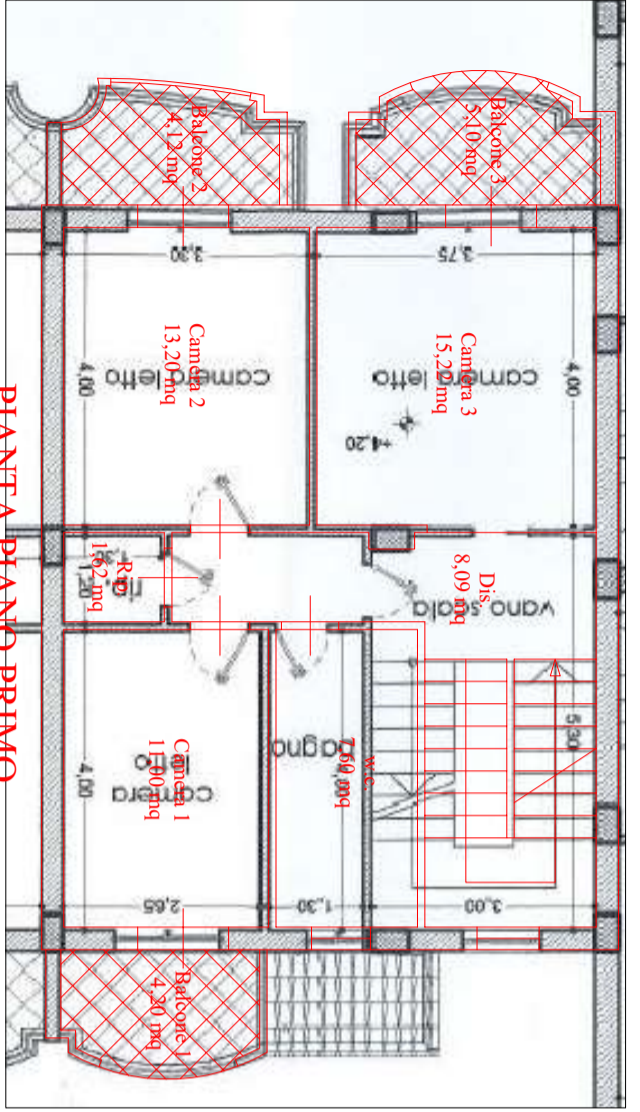 Balcone 3
5,10 mq
Balcone 2
4,12 mq
3,30
3,75
Camera 3
15,22 mq
camera letto
4,00
Camera 2
13,20 mq
camera letto
4,00
+4,20
Rip.
1,62 mq
rip.
1,30
1,20
Dis.
8,09 mq
vano scala
5,30
w.c.
7,60 mq
bagno
Camera 1
11,00 mq
camera
letto
4,00
2,65
1,30
3,00
Balcone 1
4,20 mq
PIANTA PIANO PRIMO